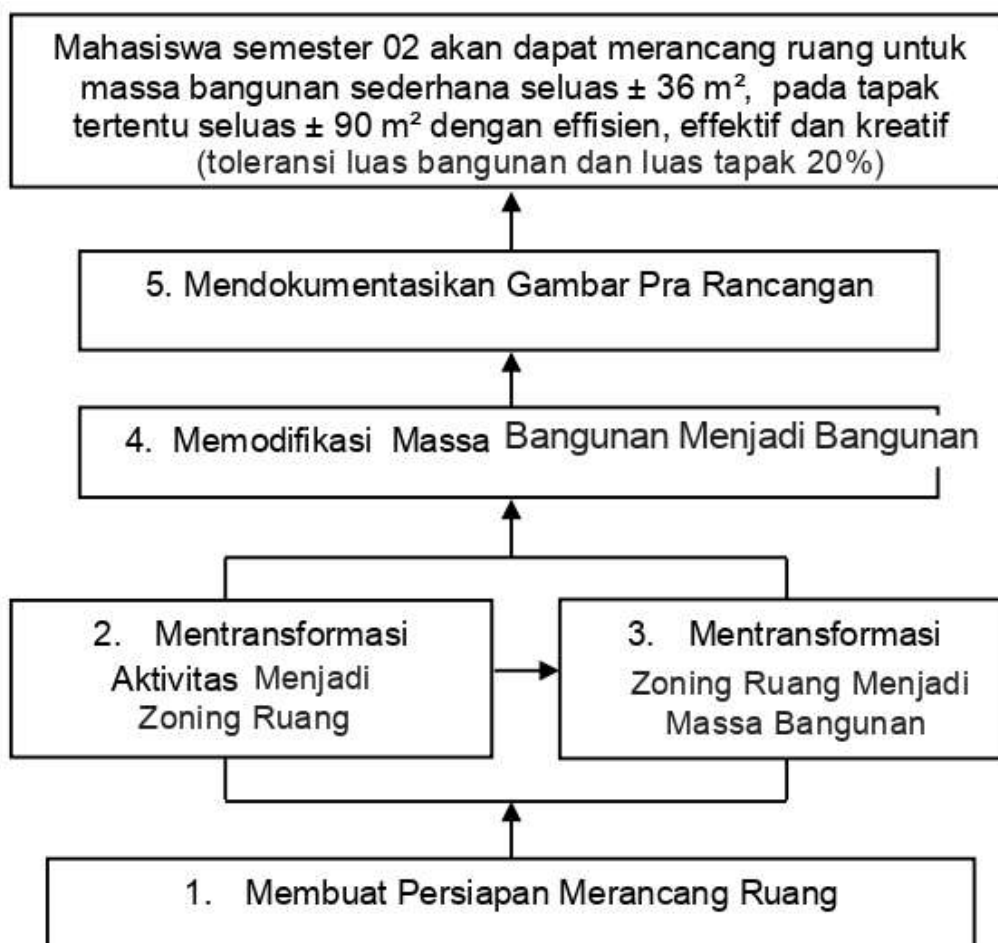 Mahasiswa semester 02 akan dapat merancang ruang untuk
massa bangunan sederhana seluas ± 36 m², pada tapak
tertentu seluas ± 90 m² dengan effisien, effektif dan kreatif
(toleransi luas bangunan dan luas tapak 20%)
5. Mendokumentasikan Gambar Pra Rancangan
4. Memodifikasi Massa Bangunan Menjadi Bangunan
2. Mentransformasi
Aktivitas Menjadi
Zoning Ruang
3. Mentransformasi
Zoning Ruang Menjadi
Massa Bangunan
1. Membuat Persiapan Merancang Ruang